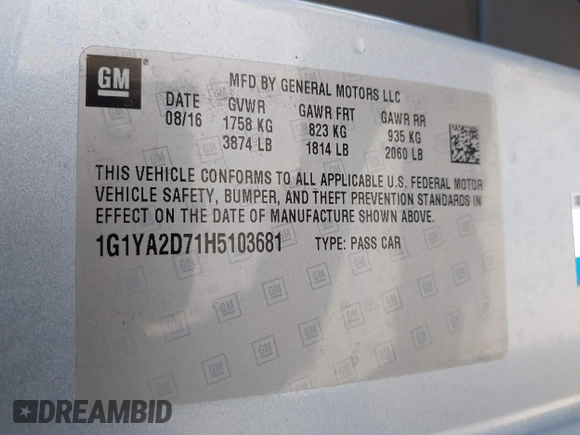 GM
MFD BY GENERAL MOTORS LLC
DATE GVWR GAWR FRT GAWR RR
08/16 1758 KG 823 KG 935 KG
3874 LB 1814 LB 2060 LB
THIS VEHICLE CONFORMS TO ALL APPLICABLE U.S. FEDERAL MOTOR
VEHICLE SAFETY, BUMPER, AND THEFT PREVENTION STANDARDS IN
EFFECT ON THE DATE OF MANUFACTURE SHOWN ABOVE.
1G1YA2D71H5103681 TYPE: PASS CAR
DREAMBID